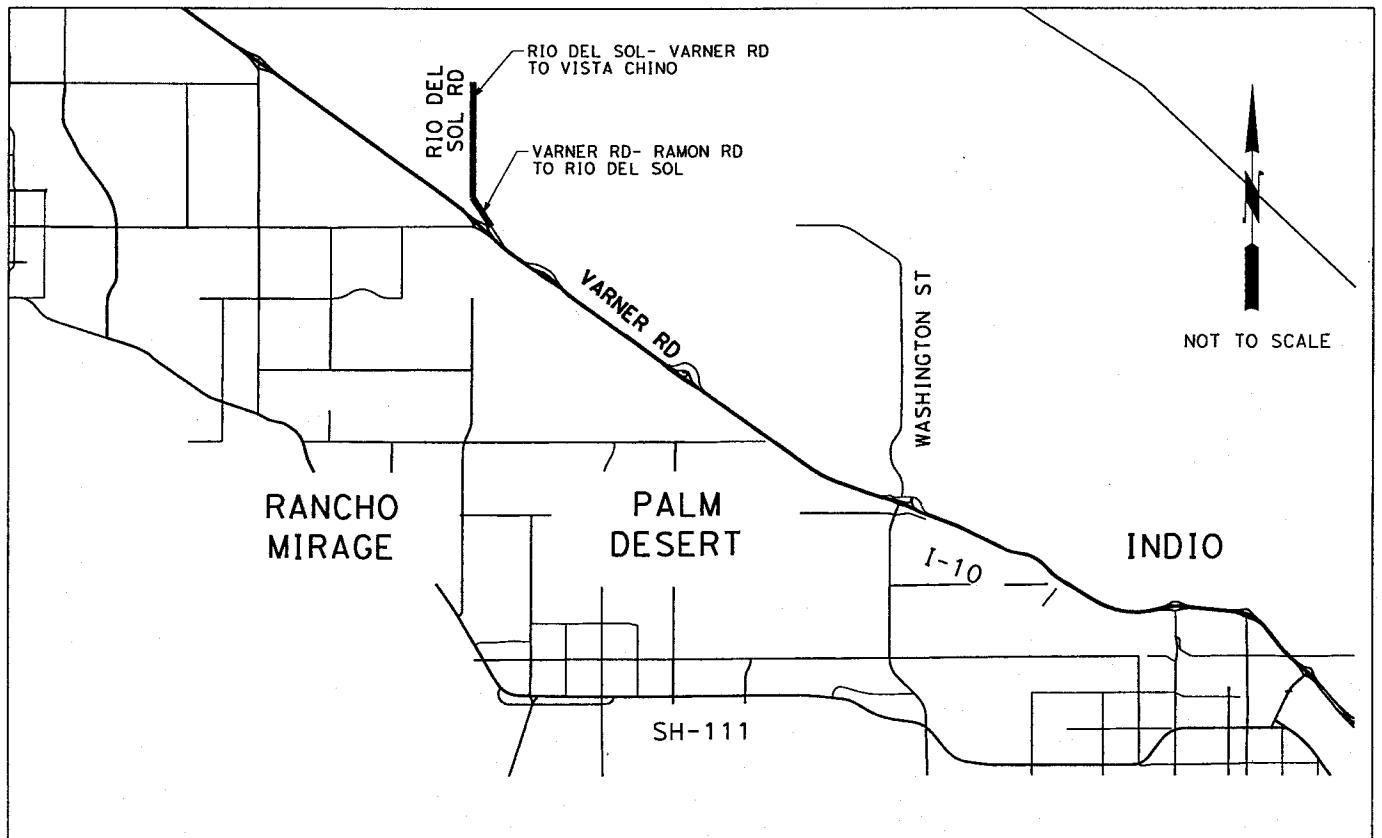 RIO DEL SOL- VARNER RD
TO VISTA CHINO
RIO DEL
SOL RD
VARNER RD- RAMON RD
TO RIO DEL SOL
VARNER RD
WASHINGTON ST
N
NOT TO SCALE
RANCHO
MIRAGE
PALM
DESERT
I-10
INDIO
SH-111